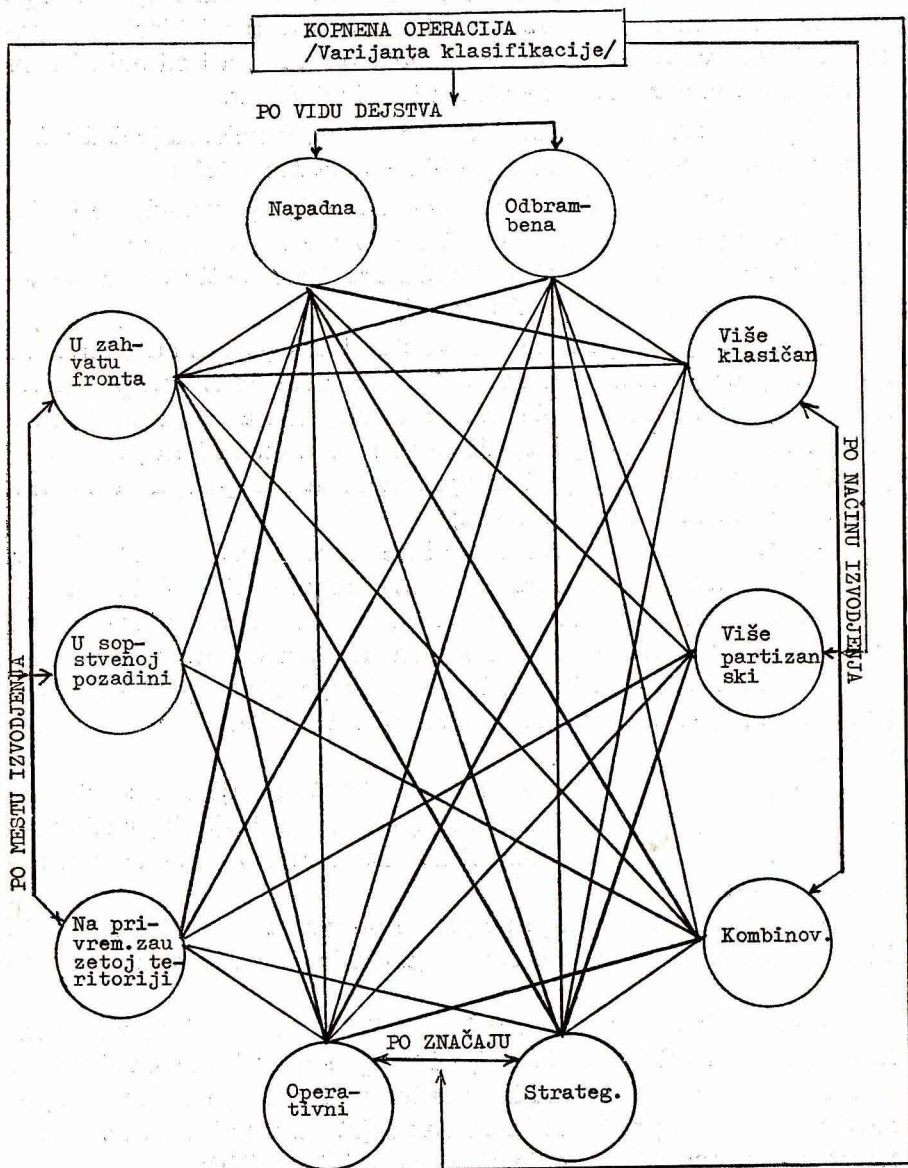 KOPNENA OPERACIJA
/Varijanta klasifikacije/
PO VIDU DEJSTVA
Napadna
Odbram-
bena
U zah-
vatu
fronta
Više
klasičan
PO MESTU IZVODJENJA
PO NAČINU IZVODJENJA
U sop-
stvenoj
pozadini
Više
partizan
ski
Na pri-
vrem.zau
zetoj te-
ritoriji
Kombinov.
PO ZNAČAJU
Opera-
tivni
Strateg.